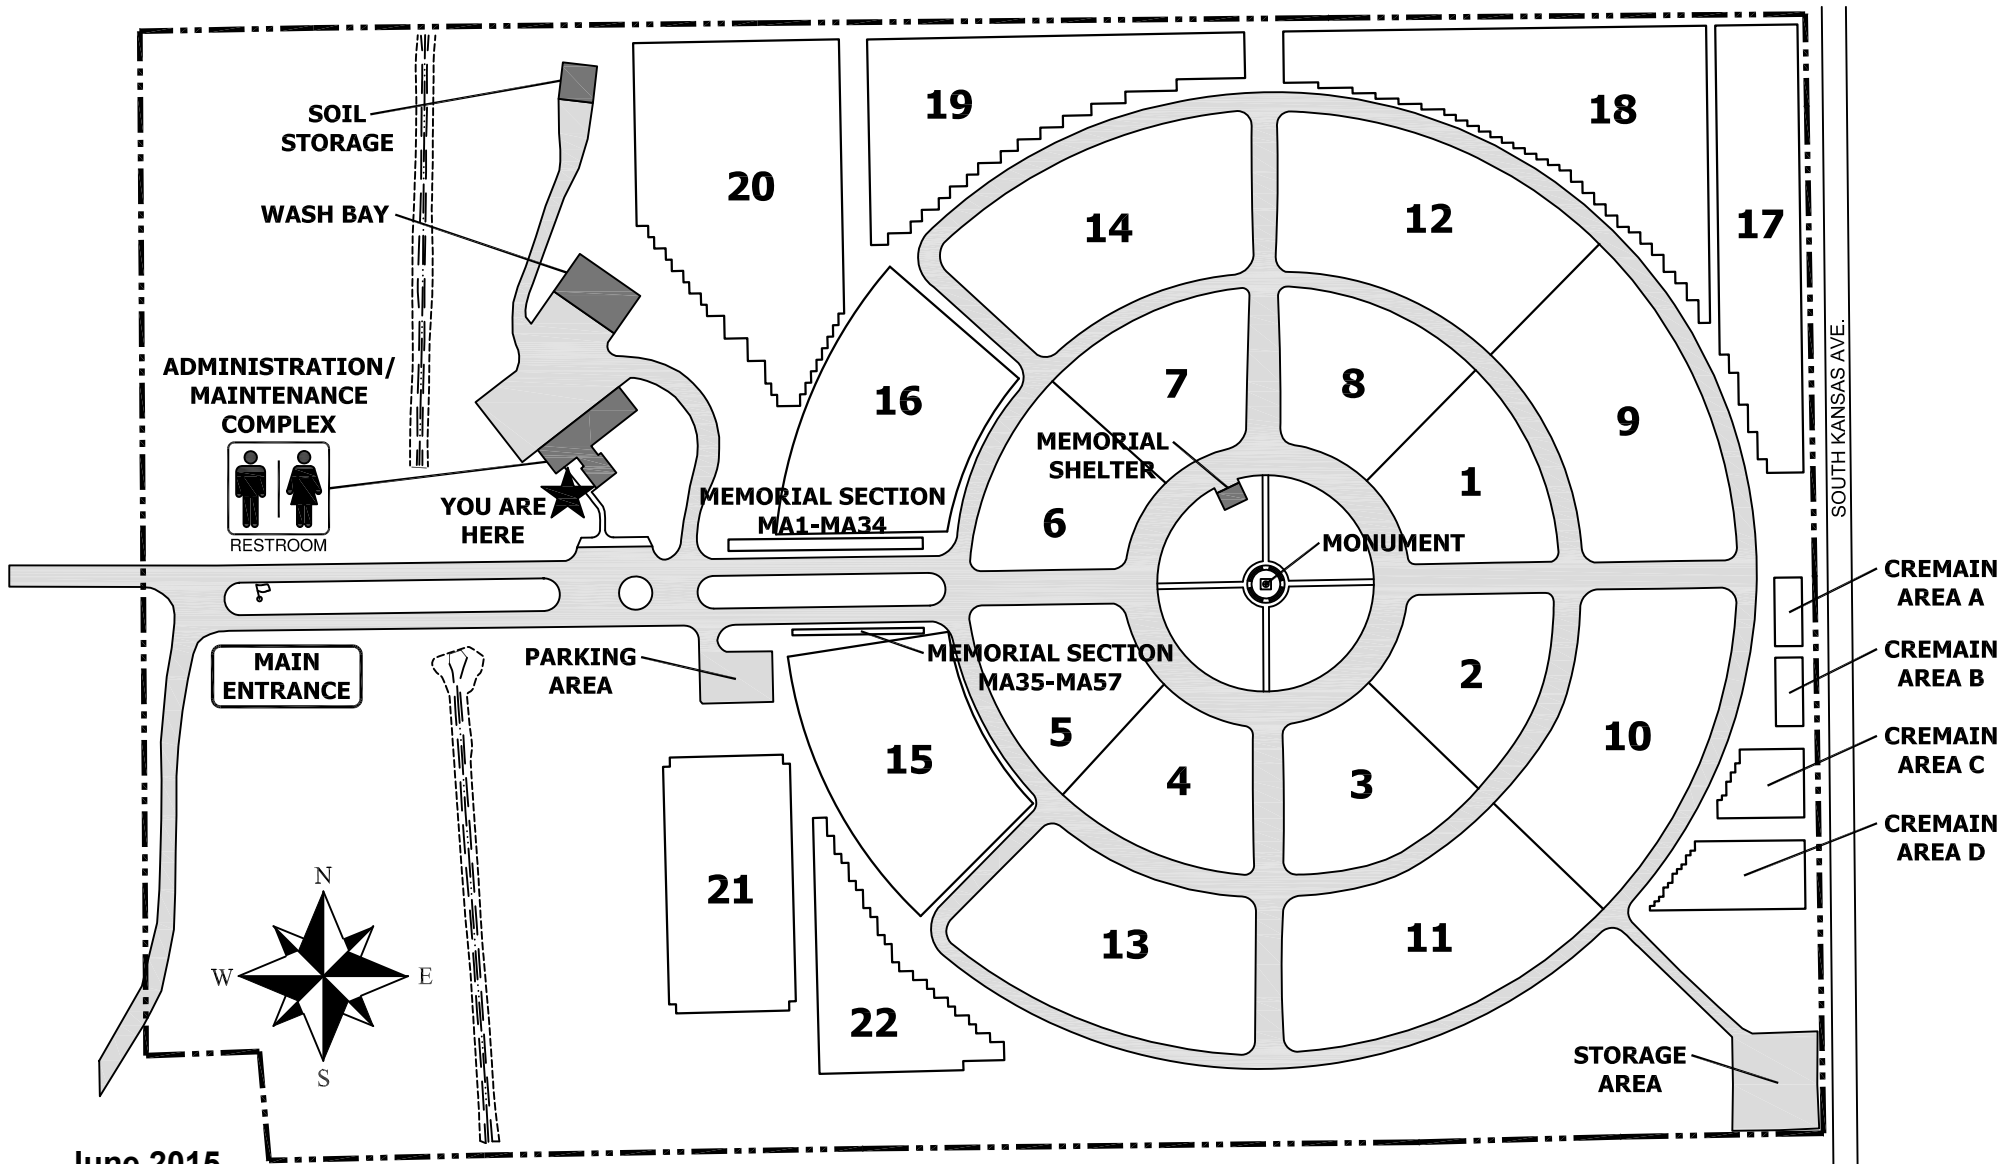 19
18
SOIL
STORAGE
20
WASH BAY
14
12
17
ADMINISTRATION/
MAINTENANCE
COMPLEX
16
7
8
9
MEMORIAL
SHELTER
SOUTH KANSAS AVE.
1
YOU ARE
HERE
RESTROOM
MEMORIAL SECTION
MA1-MA34
6
MONUMENT
CREMAIN
AREA A
MAIN
ENTRANCE
PARKING
AREA
MEMORIAL SECTION
MA35-MA57
2
CREMAIN
AREA B
5
15
4
3
10
CREMAIN
AREA C
CREMAIN
AREA D
21
13
11
22
N
W
E
S
STORAGE
AREA
June 2015